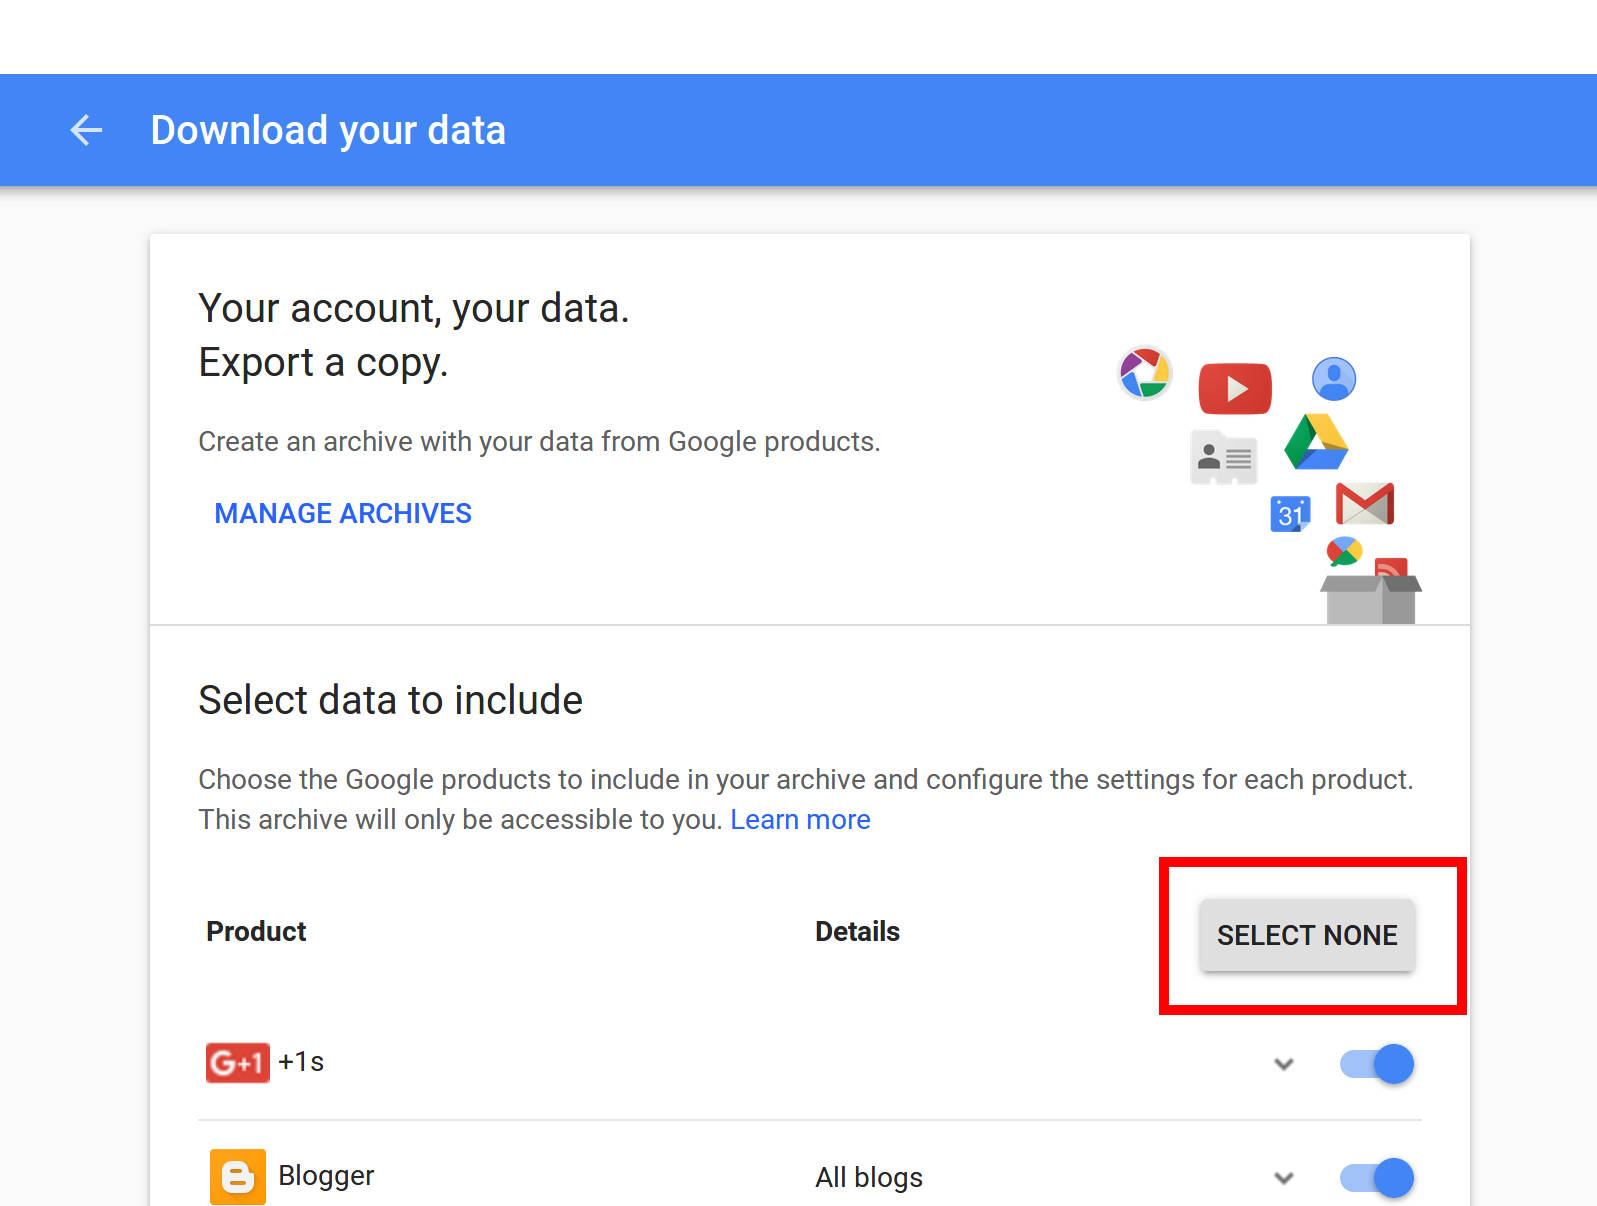 Download your data
Your account, your data.
Export a copy.
Create an archive with your data from Google products.
MANAGE ARCHIVES
31
Select data to include
Choose the Google products to include in your archive and configure the settings for each product.
This archive will only be accessible to you. Learn more
Product Details SELECT NONE
G+1 +1s
Blogger All blogs